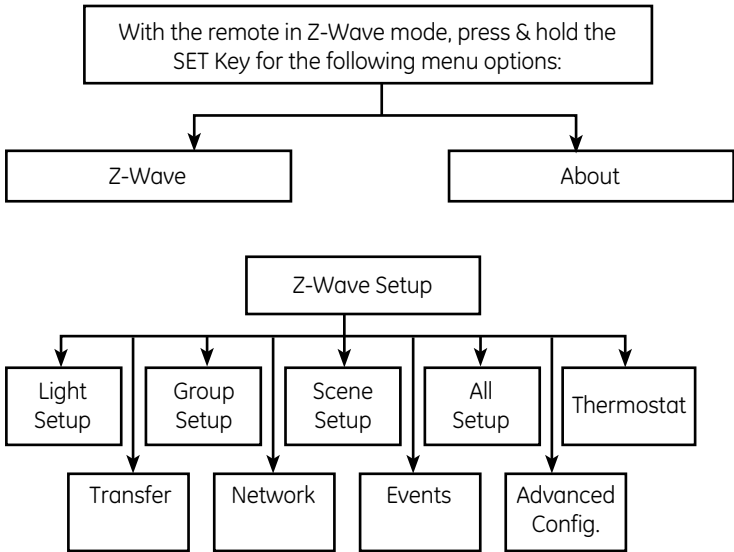 With the remote in Z-Wave mode, press & hold the
SET Key for the following menu options:
Z-Wave
About
Z-Wave Setup
Light
Setup
Group
Setup
Scene
Setup
All
Setup
Thermostat
Transfer
Network
Events
Advanced
Config.